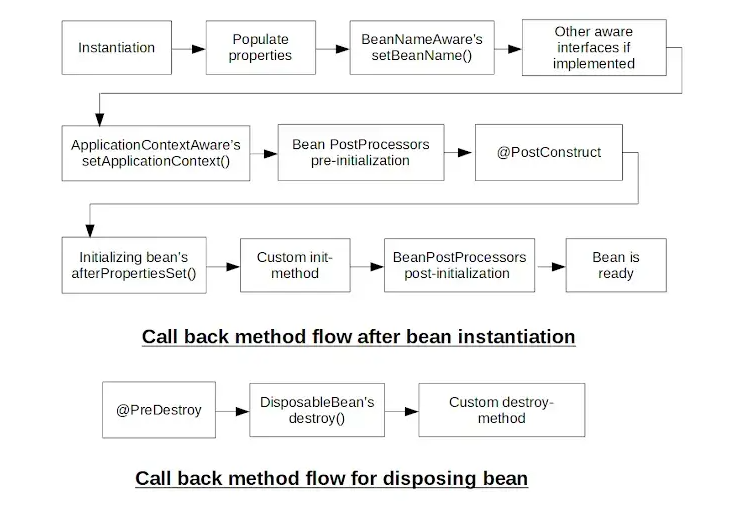 Instantiation
Populate
properties
BeanNameAware's
setBeanName()
Other aware
interfaces if
implemented
ApplicationContextAware's
setApplicationContext()
Bean PostProcessors
pre-initialization
@PostConstruct
Initializing bean's
afterPropertiesSet()
Custom init-
method
BeanPostProcessors
post-initialization
Bean is
ready
Call back method flow after bean instantiation
@PreDestroy
DisposableBean's
destroy()
Custom destroy-
method
Call back method flow for disposing bean